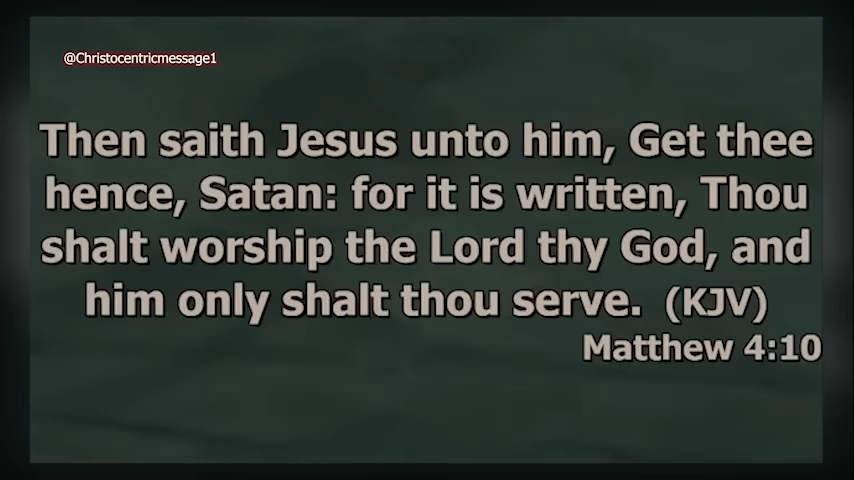 @Christocentricmessage1
Then saith Jesus unto him, Get thee
hence, Satan: for it is written, Thou
shalt worship the Lord thy God, and
him only shalt thou serve. (KJV)
Matthew 4:10